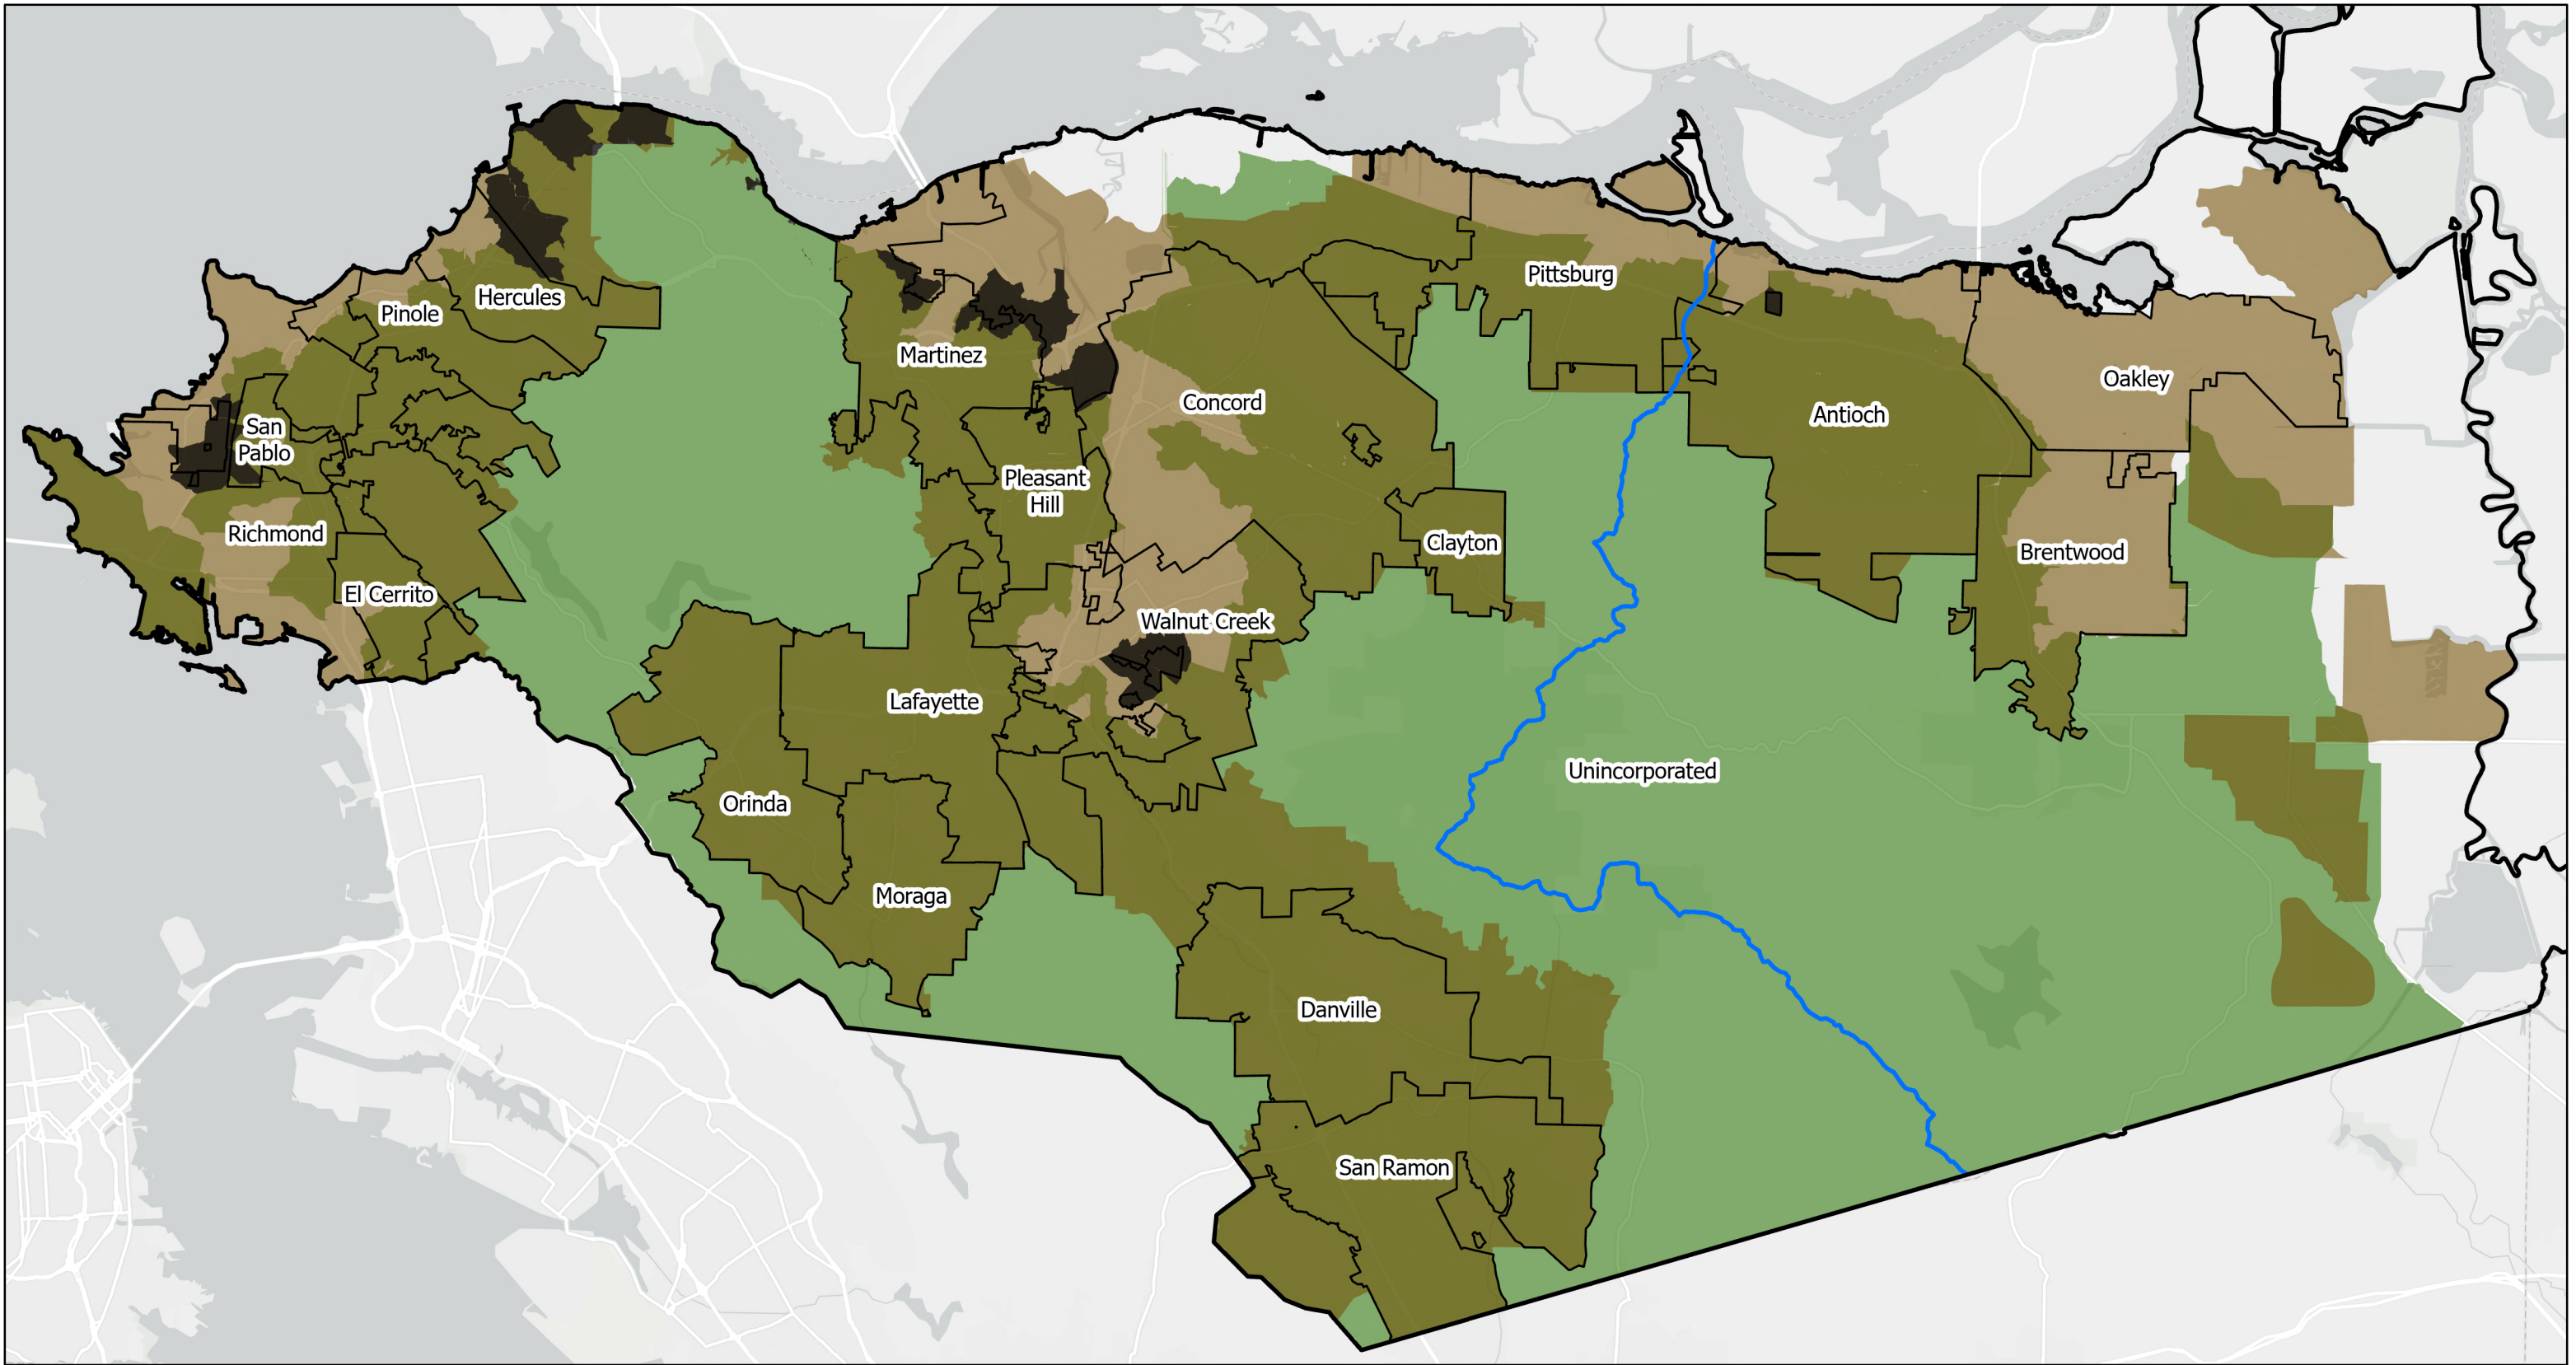 Hercules
Pinole
Pittsburg
Martinez
Oakley
Concord
Antioch
San
Pablo
Pleasant
Hill
Richmond
Clayton
Brentwood
El Cerrito
Walnut Creek
Lafayette
Unincorporated
Orinda
Moraga
Danville
San Ramon